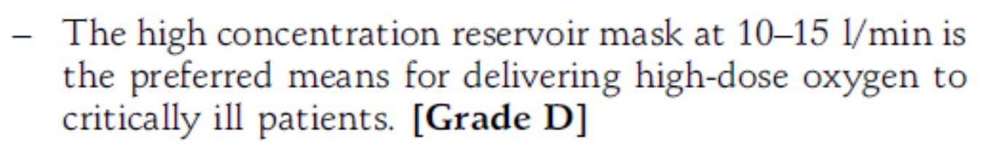 – The high concentration reservoir mask at 10–15 l/min is
the preferred means for delivering high-dose oxygen to
critically ill patients. [Grade D]